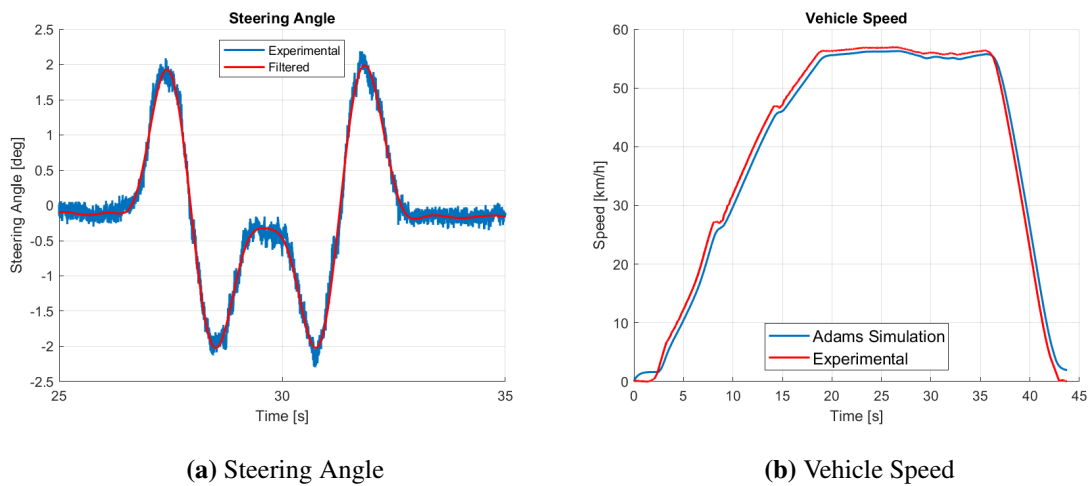 Steering Angle
2.5
2
1.5
1
0.5
0
-0.5
-1
-1.5
-2
-2.5
Steering Angle [deg]
Experimental
Filtered
25
30
35
Time [s]
(a) Steering Angle
Vehicle Speed
60
50
40
30
20
10
0
Speed [km/h]
Adams Simulation
Experimental
0
5
10
15
20
25
30
35
40
45
Time [s]
(b) Vehicle Speed